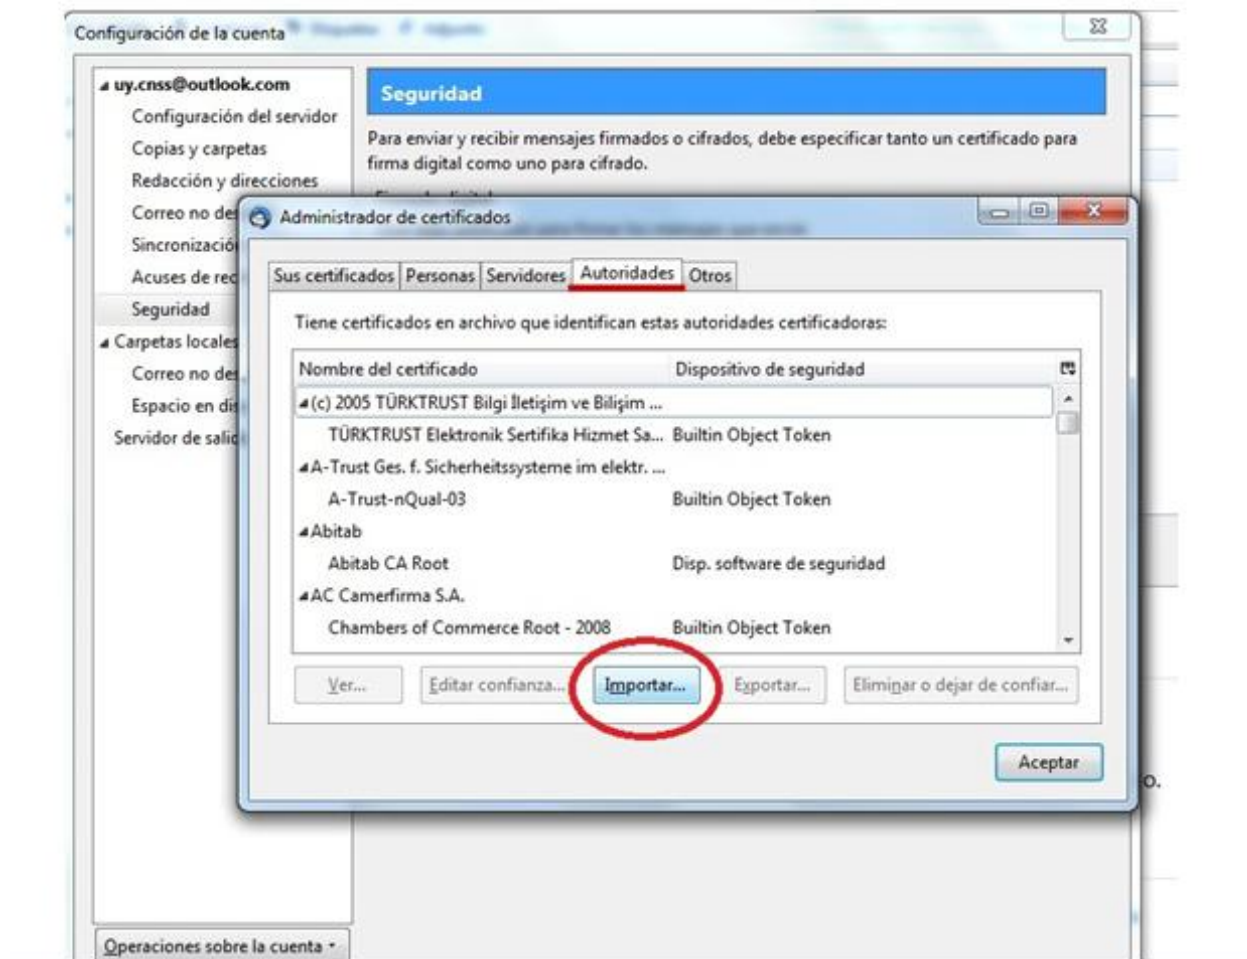 Configuración de la cuenta
uy.cnss@outlook.com
Configuración del servidor
Copias y carpetas
Redacción y direcciones
Correo no des
Sincronizació
Acuses de rec
Seguridad
Carpetas locales
Correo no des
Espacio en dis
Servidor de salid
Operaciones sobre la cuenta
Seguridad
Para enviar y recibir mensajes firmados o cifrados, debe especificar tanto un certificado para
firma digital como uno para cifrado.
Administrador de certificados
Sus certificados Personas Servidores Autoridades Otros
Tiene certificados en archivo que identifican estas autoridades certificadoras:
Nombre del certificado Dispositivo de seguridad
(c) 2005 TÜRKTRUST Bilgi İletişim ve Bilişim ...
TÜRKTRUST Elektronik Sertifika Hizmet Sa... Builtin Object Token
A-Trust Ges. f. Sicherheitssysteme im elektr. ...
A-Trust-nQual-03 Builtin Object Token
Abitab
Abitab CA Root Disp. software de seguridad
AC Camerfirma S.A.
Chambers of Commerce Root - 2008 Builtin Object Token
Ver... Editar confianza... Importar... Exportar... Eliminar o dejar de confiar...
Aceptar
o.